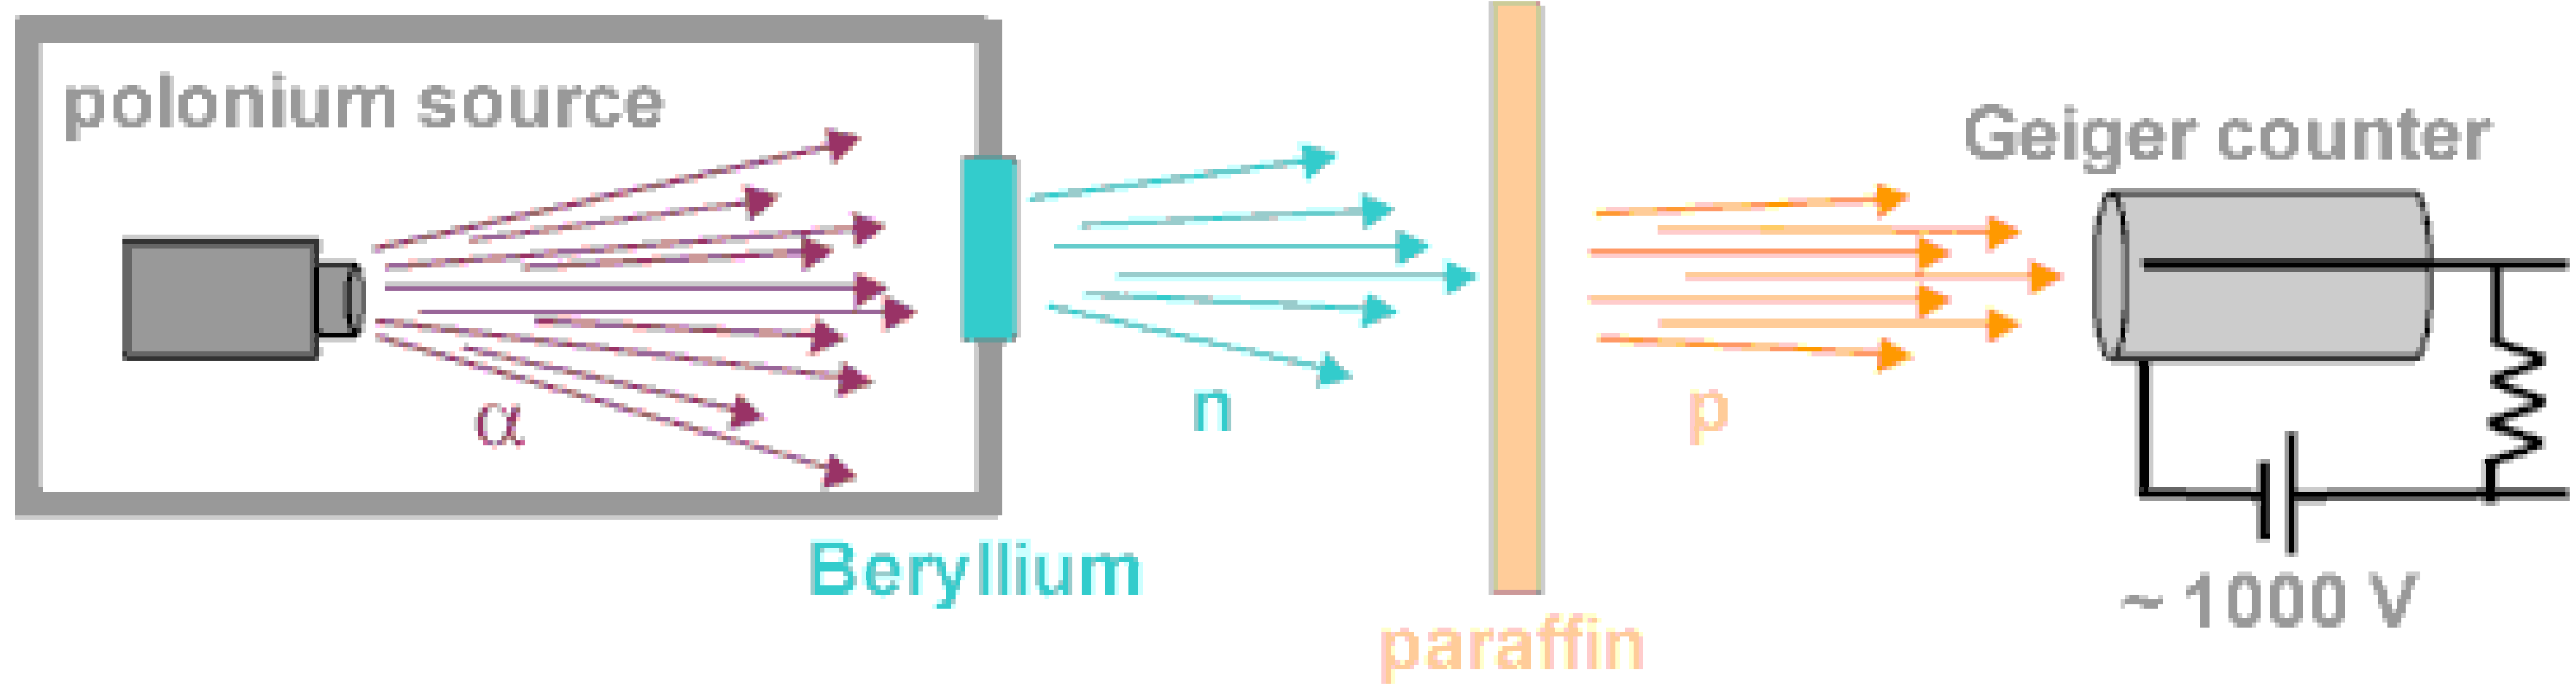 polonium source
Geiger counter
α
n
p
Beryllium
~ 1000 V
paraffin